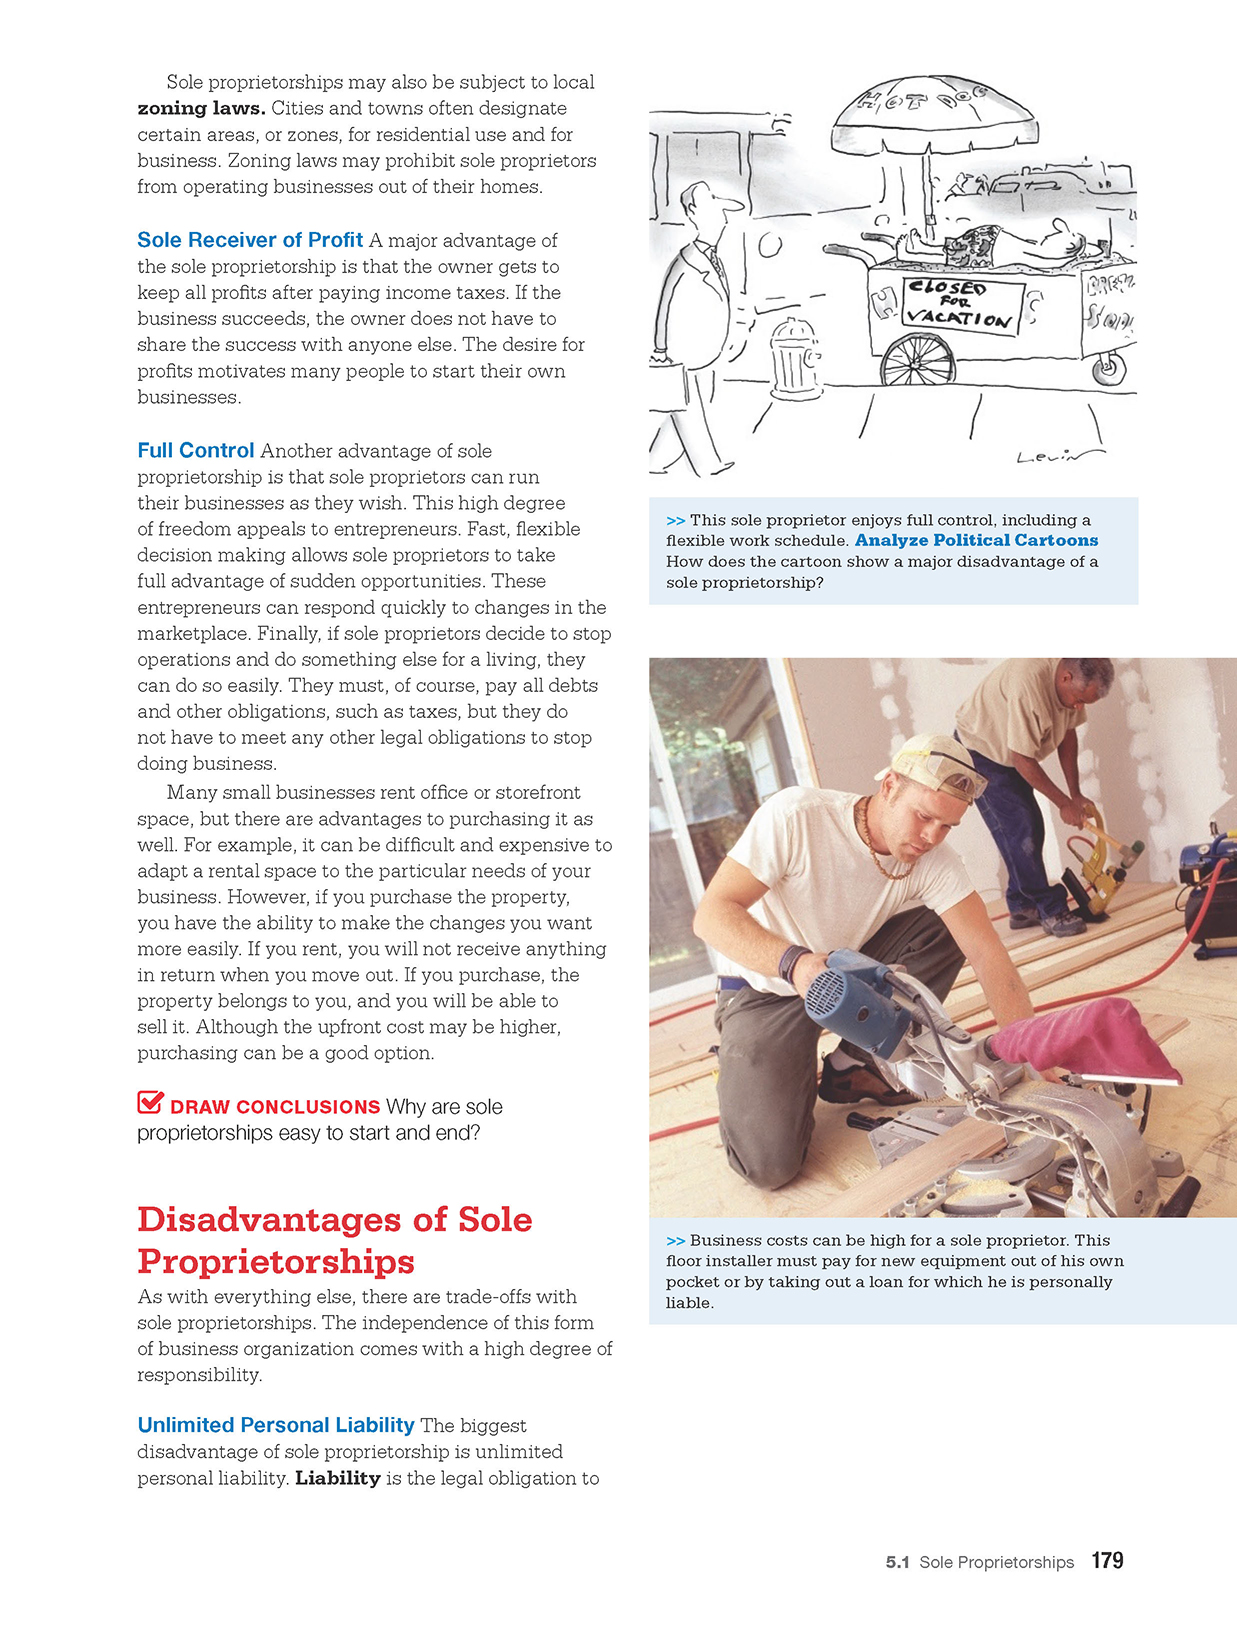 Sole proprietorships may also be subject to local
zoning laws. Cities and towns often designate
certain areas, or zones, for residential use and for
business. Zoning laws may prohibit sole proprietors
from operating businesses out of their homes.
Sole Receiver of Profit A major advantage of
the sole proprietorship is that the owner gets to
keep all profits after paying income taxes. If the
business succeeds, the owner does not have to
share the success with anyone else. The desire for
profits motivates many people to start their own
businesses.
Full Control Another advantage of sole
proprietorship is that sole proprietors can run
their businesses as they wish. This high degree
of freedom appeals to entrepreneurs. Fast, flexible
decision making allows sole proprietors to take
full advantage of sudden opportunities. These
entrepreneurs can respond quickly to changes in the
marketplace. Finally, if sole proprietors decide to stop
operations and do something else for a living, they
can do so easily. They must, of course, pay all debts
and other obligations, such as taxes, but they do
not have to meet any other legal obligations to stop
doing business.
Many small businesses rent office or storefront
space, but there are advantages to purchasing it as
well. For example, it can be difficult and expensive to
adapt a rental space to the particular needs of your
business. However, if you purchase the property,
you have the ability to make the changes you want
more easily. If you rent, you will not receive anything
in return when you move out. If you purchase, the
property belongs to you, and you will be able to
sell it. Although the upfront cost may be higher,
purchasing can be a good option.
DRAW CONCLUSIONS Why are sole
proprietorships easy to start and end?
Disadvantages of Sole
Proprietorships
As with everything else, there are trade-offs with
sole proprietorships. The independence of this form
of business organization comes with a high degree of
responsibility.
Unlimited Personal Liability The biggest
disadvantage of sole proprietorship is unlimited
personal liability. Liability is the legal obligation to
HOT DOG
CLOSED
FOR
VACATION
Levin
>> This sole proprietor enjoys full control, including a
flexible work schedule. Analyze Political Cartoons
How does the cartoon show a major disadvantage of a
sole proprietorship?
>> Business costs can be high for a sole proprietor. This
floor installer must pay for new equipment out of his own
pocket or by taking out a loan for which he is personally
liable.
5.1 Sole Proprietorships 179